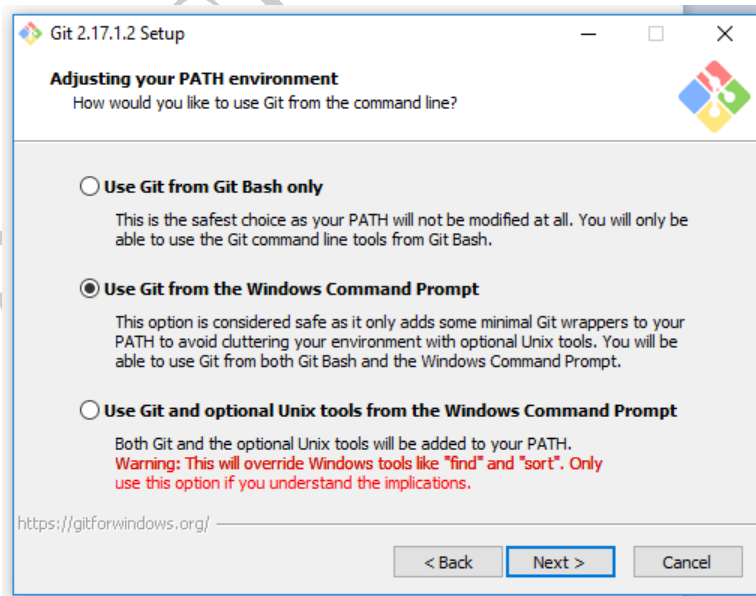 Git 2.17.1.2 Setup
Adjusting your PATH environment
How would you like to use Git from the command line?
Use Git from Git Bash only
This is the safest choice as your PATH will not be modified at all. You will only be
able to use the Git command line tools from Git Bash.
Use Git from the Windows Command Prompt
This option is considered safe as it only adds some minimal Git wrappers to your
PATH to avoid cluttering your environment with optional Unix tools. You will be
able to use Git from both Git Bash and the Windows Command Prompt.
Use Git and optional Unix tools from the Windows Command Prompt
Both Git and the optional Unix tools will be added to your PATH.
Warning: This will override Windows tools like "find" and "sort". Only
use this option if you understand the implications.
https://gitforwindows.org/
< Back Next > Cancel